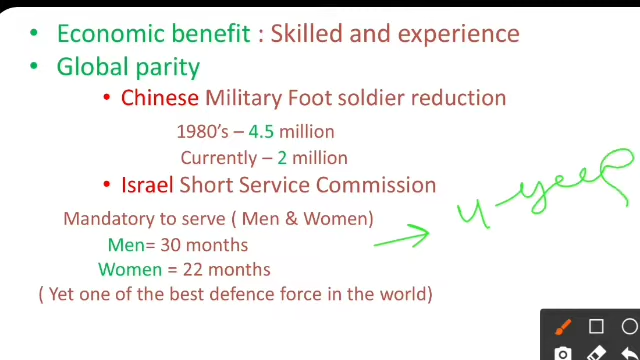 • Economic benefit : Skilled and experience
• Global parity
• Chinese Military Foot soldier reduction
1980's – 4.5 million
Currently – 2 million
• Israel Short Service Commission
Mandatory to serve ( Men & Women)
Men= 30 months
Women = 22 months
( Yet one of the best defence force in the world)
4